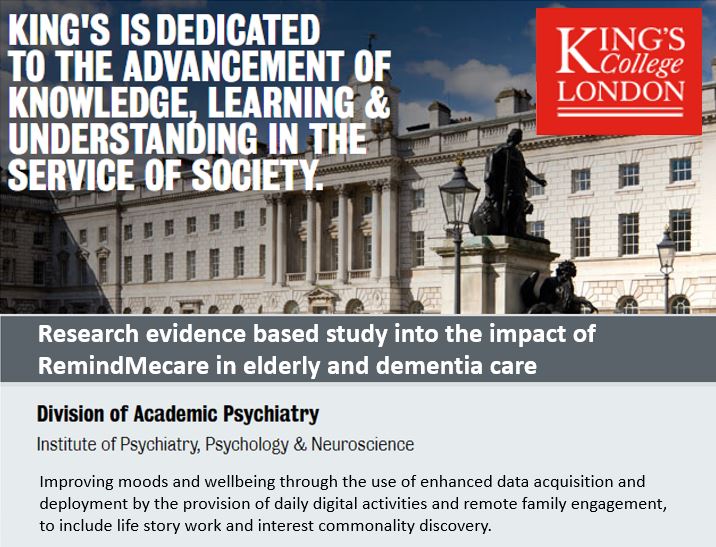 KING'S IS DEDICATED
TO THE ADVANCEMENT OF
KNOWLEDGE, LEARNING &
UNDERSTANDING IN THE
SERVICE OF SOCIETY.
KING'S
College
LONDON
Research evidence based study into the impact of
RemindMecare in elderly and dementia care
Division of Academic Psychiatry
Institute of Psychiatry, Psychology & Neuroscience
Improving moods and wellbeing through the use of enhanced data acquisition and
deployment by the provision of daily digital activities and remote family engagement,
to include life story work and interest commonality discovery.